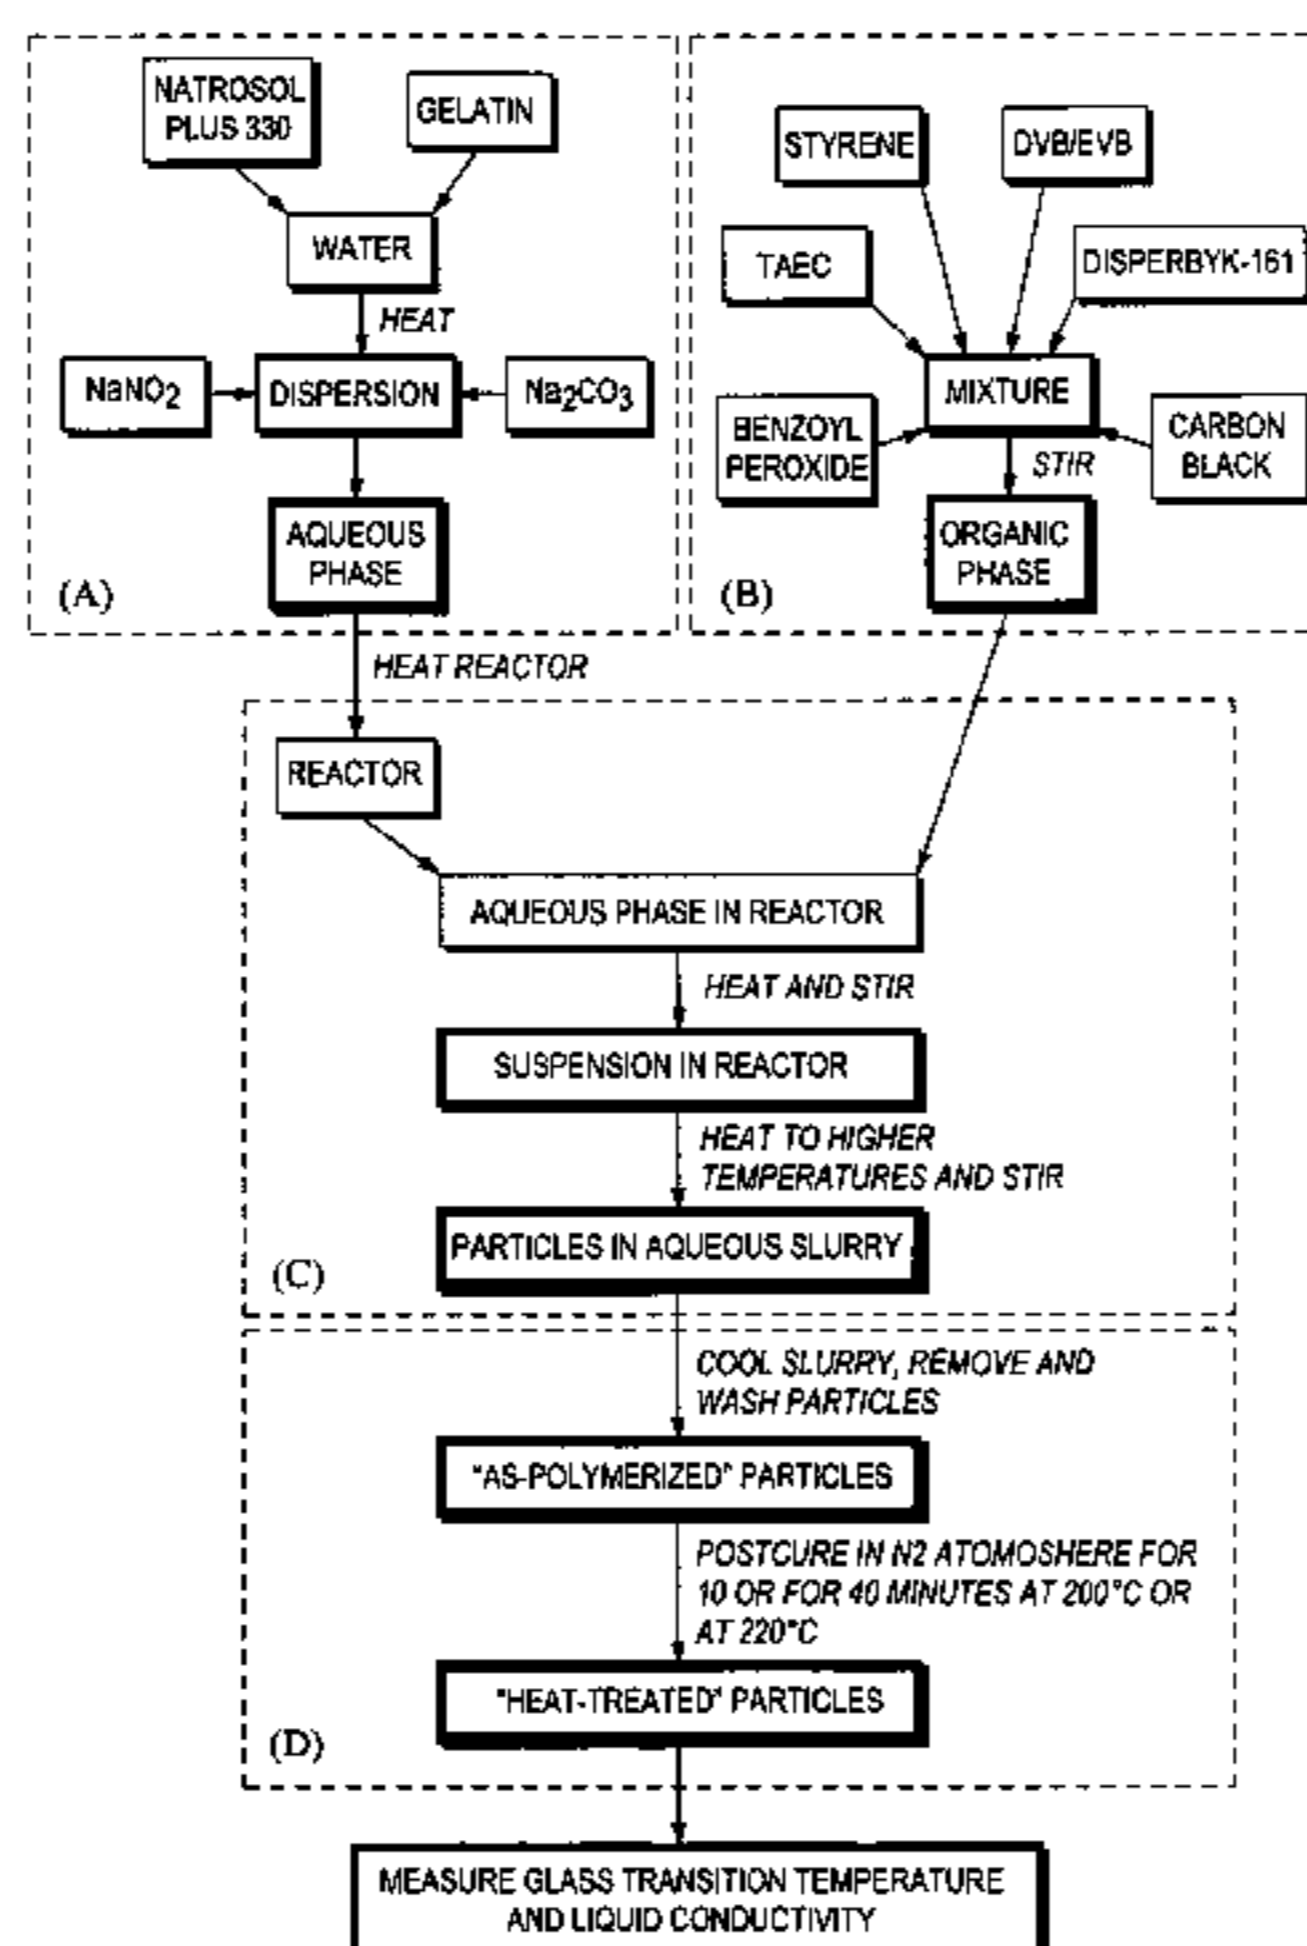 NATROSOL
PLUS 330
GELATIN
WATER
HEAT
NaNO2
DISPERSION
Na2CO3
AQUEOUS
PHASE
(A)
STYRENE
DVB/EVB
TAEC
DISPERBYK-161
MIXTURE
BENZOYL
PEROXIDE
CARBON
BLACK
STIR
ORGANIC
PHASE
(B)
HEAT REACTOR
REACTOR
AQUEOUS PHASE IN REACTOR
HEAT AND STIR
SUSPENSION IN REACTOR
HEAT TO HIGHER
TEMPERATURES AND STIR
PARTICLES IN AQUEOUS SLURRY
(C)
COOL SLURRY, REMOVE AND
WASH PARTICLES
"AS-POLYMERIZED" PARTICLES
POSTCURE IN N2 ATOMOSHERE FOR
10 OR FOR 40 MINUTES AT 200°C OR
AT 220°C
"HEAT-TREATED" PARTICLES
(D)
MEASURE GLASS TRANSITION TEMPERATURE
AND LIQUID CONDUCTIVITY